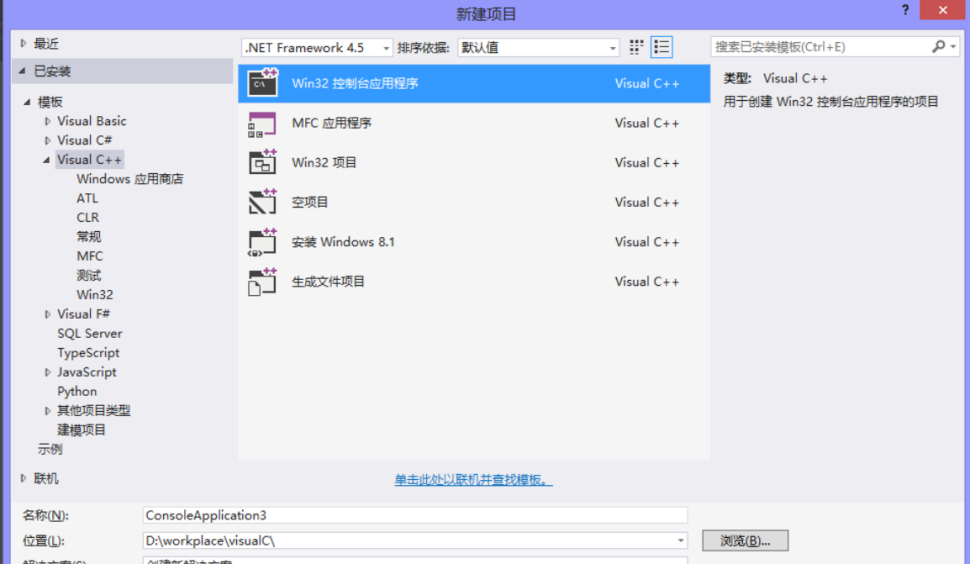 新建项目
?
最近
.NET Framework 4.5
排序依据:
默认值
搜索已安装模板(Ctrl+E)
已安装
模板
Visual Basic
Visual C#
Visual C++
Windows 应用商店
ATL
CLR
常规
MFC
测试
Win32
Visual F#
SQL Server
TypeScript
JavaScript
Python
其他项目类型
建模项目
示例
联机
Win32 控制台应用程序 Visual C++
MFC 应用程序 Visual C++
Win32 项目 Visual C++
空项目 Visual C++
安装 Windows 8.1 Visual C++
生成文件项目 Visual C++
单击此处以联机并查找模板。
类型: Visual C++
用于创建 Win32 控制台应用程序的项目
名称(N): ConsoleApplication3
位置(L): D:\workplace\visualC\
浏览(B)...